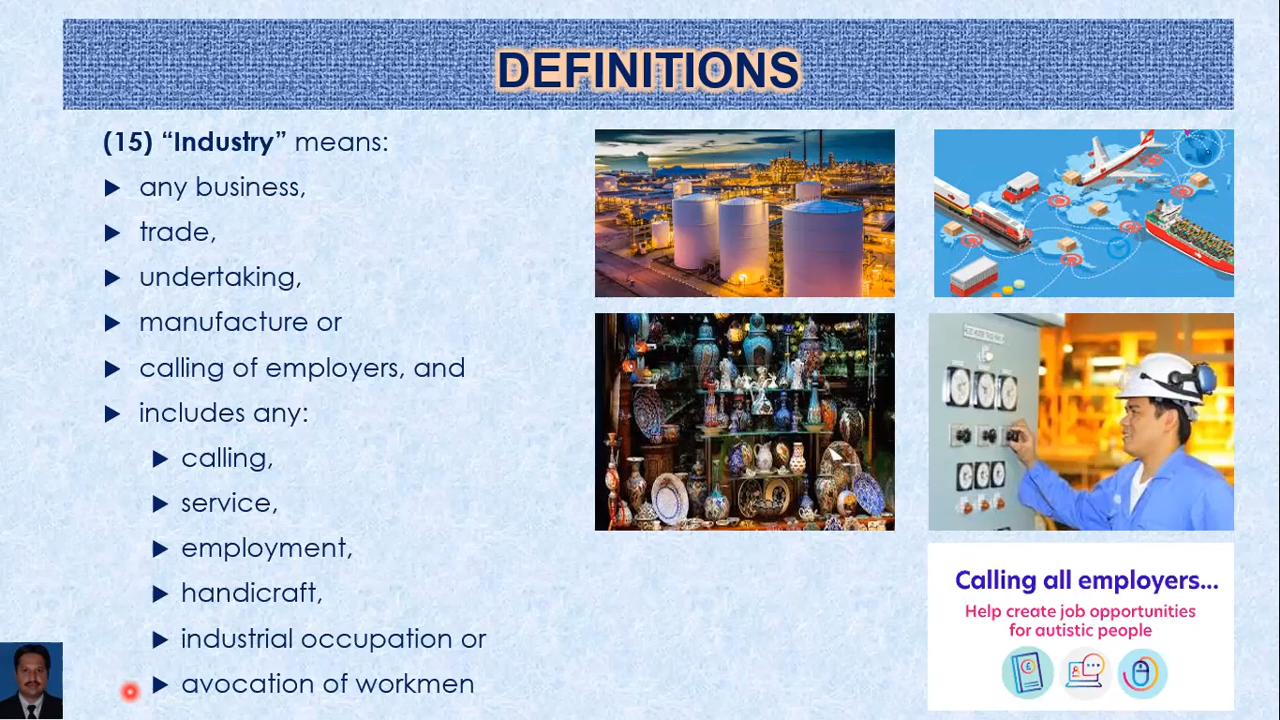 DEFINITIONS
(15) “Industry” means:
any business,
trade,
undertaking,
manufacture or
calling of employers, and
includes any:
calling,
service,
employment,
handicraft,
industrial occupation or
avocation of workmen
Calling all employers...
Help create job opportunities
for autistic people